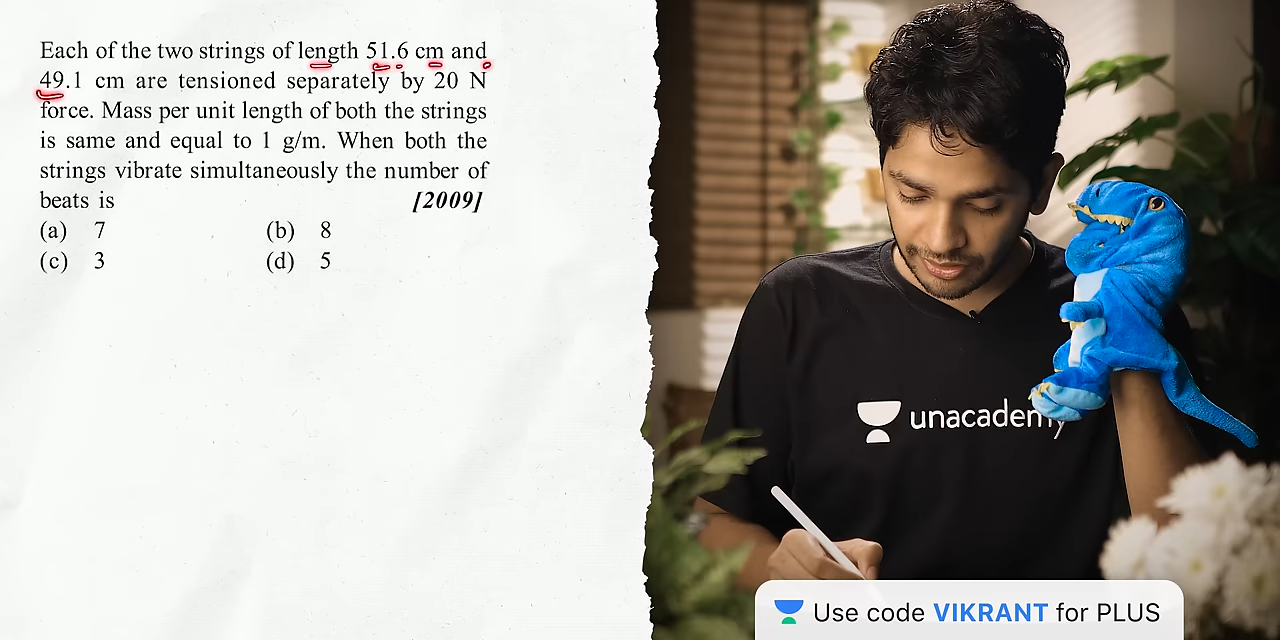 Each of the two strings of length 51.6 cm and
49.1 cm are tensioned separately by 20 N
force. Mass per unit length of both the strings
is same and equal to 1 g/m. When both the
strings vibrate simultaneously the number of
beats is [2009]
(a) 7 (b) 8
(c) 3 (d) 5
unacademy
Use code VIKRANT for PLUS